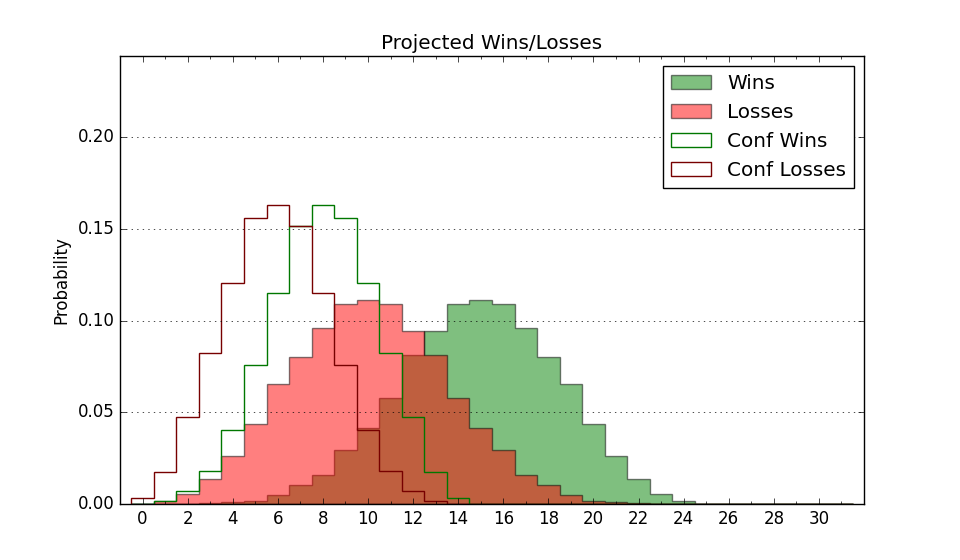 Projected Wins/Losses
Wins
Losses
Conf Wins
Conf Losses
0.20
0.15
0.10
0.05
0.00
Probability
0 2 4 6 8 10 12 14 16 18 20 22 24 26 28 30